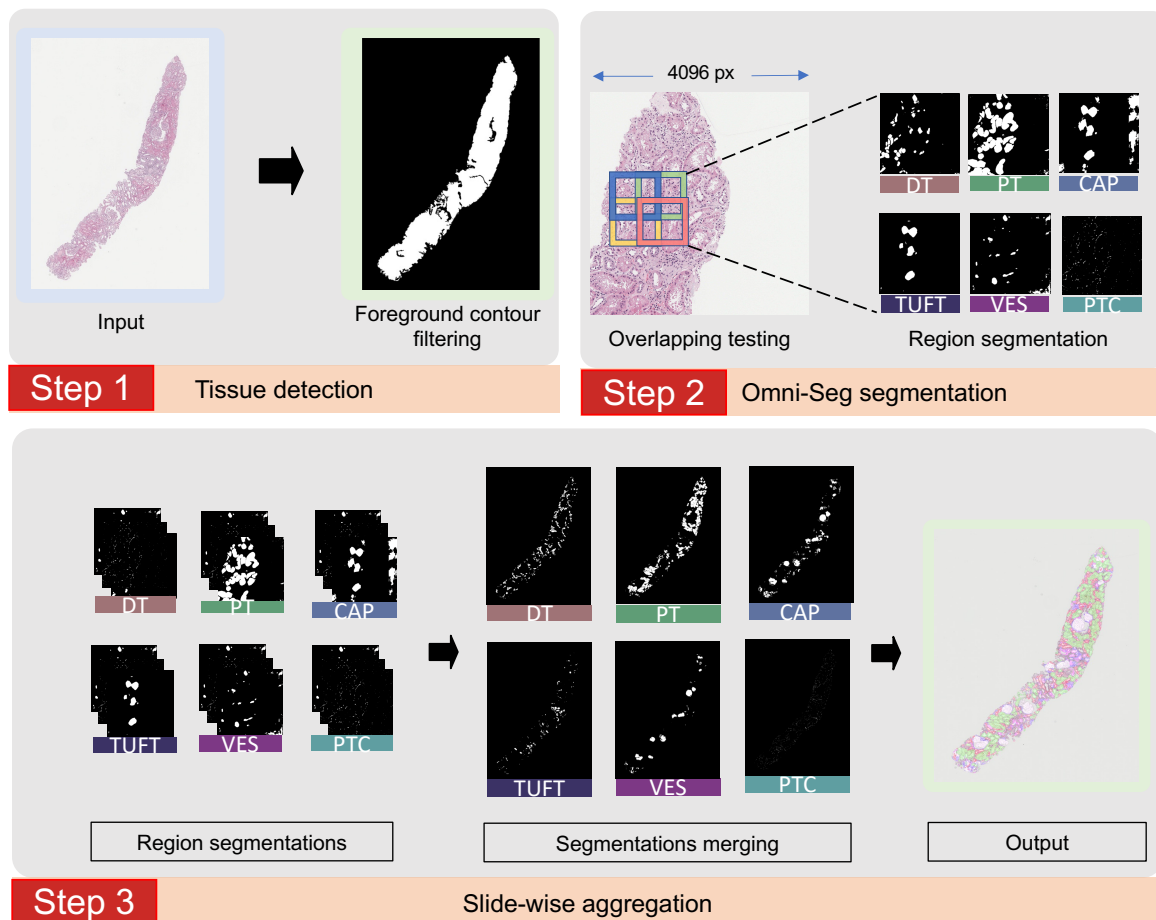 Input
Foreground contour
filtering
Step 1
Tissue detection
4096 px
DT
PT
CAP
TUFT
VES
PTC
Overlapping testing
Region segmentation
Step 2
Omni-Seg segmentation
DT
PT
CAP
TUFT
VES
PTC
DT
PT
CAP
TUFT
VES
PTC
Region segmentations
Segmentations merging
Output
Step 3
Slide-wise aggregation